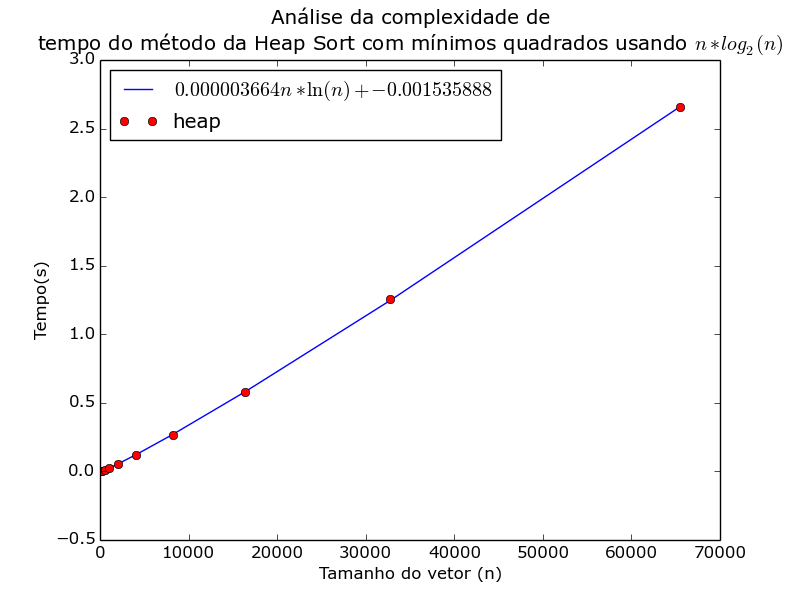 Análise da complexidade de
tempo do método da Heap Sort com mínimos quadrados usando n*log₂(n)
3.0
2.5
2.0
1.5
1.0
0.5
0.0
−0.5
0.000003664n*ln(n)+−0.001535888
heap
Tempo(s)
0 10000 20000 30000 40000 50000 60000 70000
Tamanho do vetor (n)